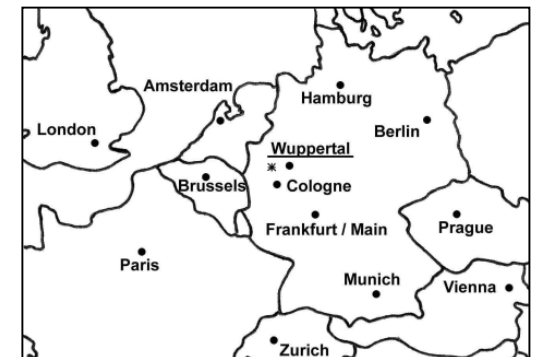 Amsterdam
Hamburg
London
Berlin
Wuppertal
*
Brussels
Cologne
Frankfurt / Main
Prague
Paris
Munich
Vienna
Zurich